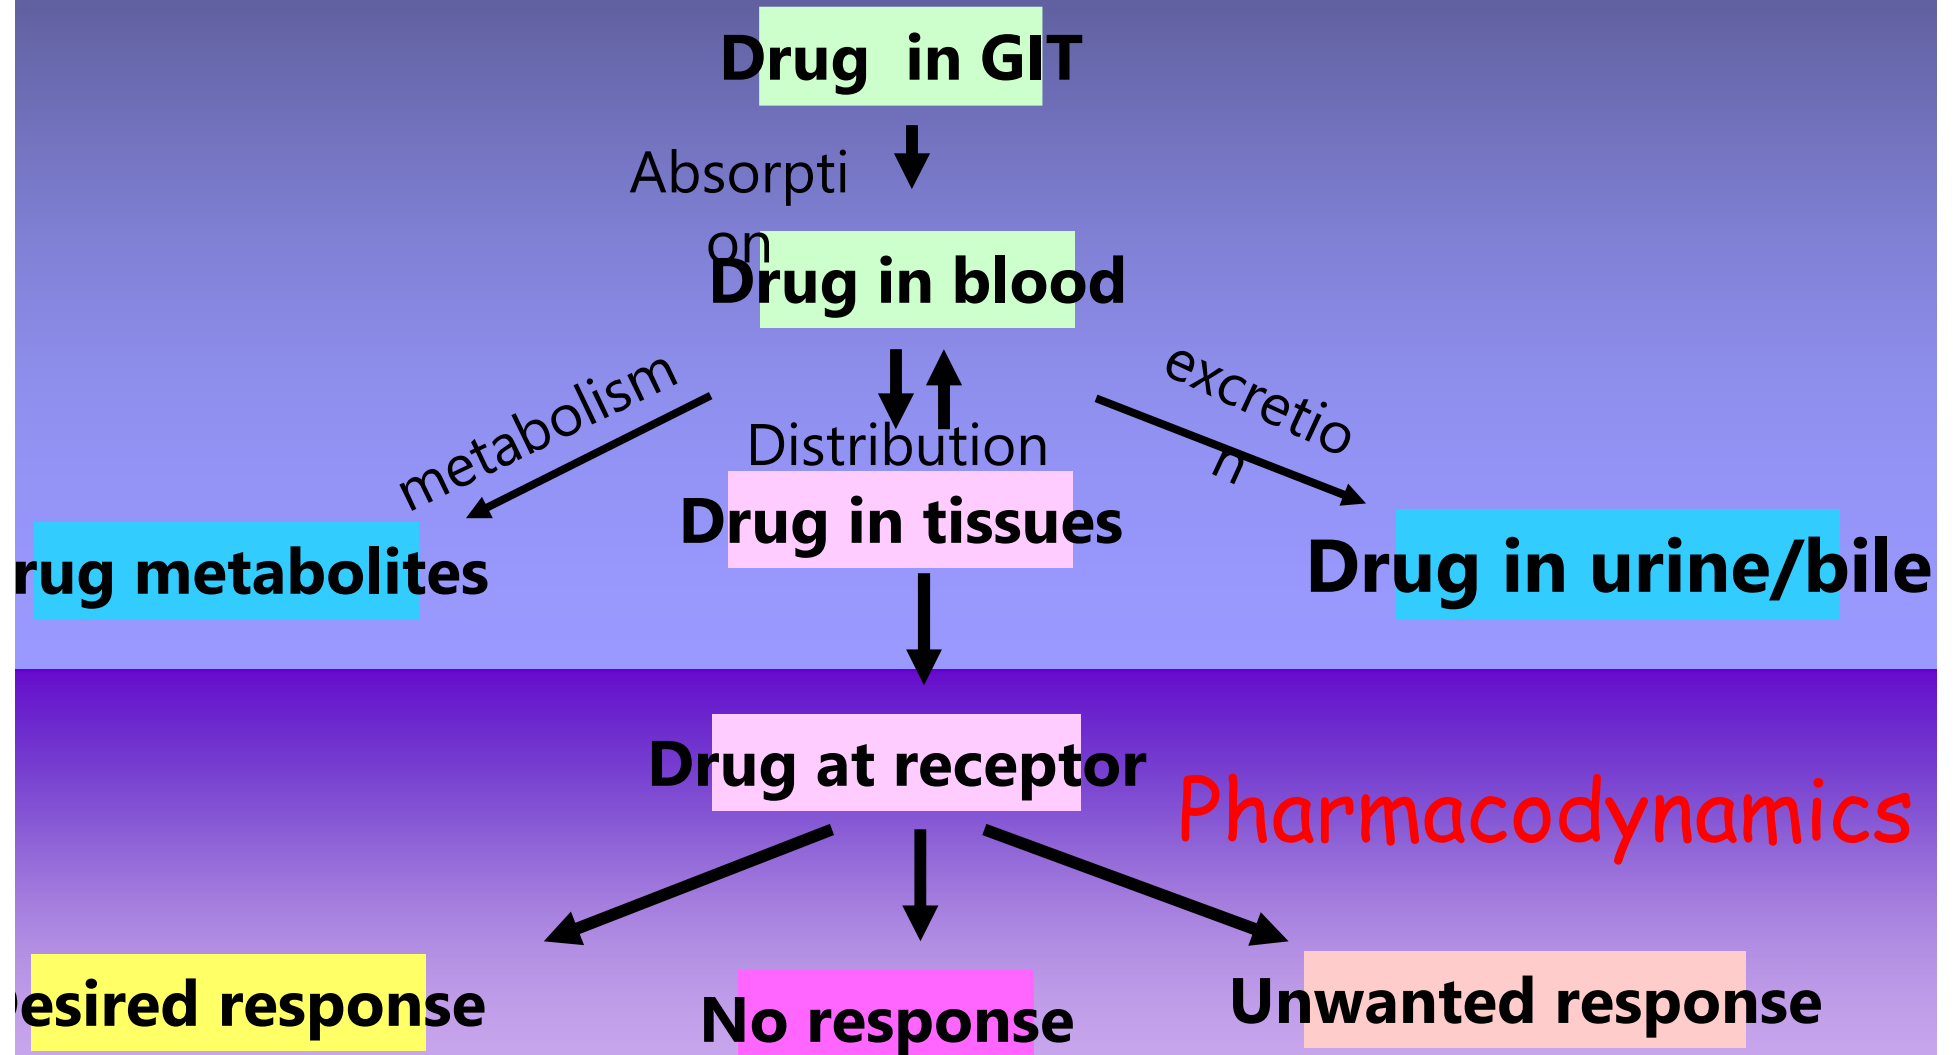 Drug in GIT
Absorpti
on
Drug in blood
metabolism
excretio
n
Distribution
Drug in tissues
rug metabolites
Drug in urine/bile
Drug at receptor
Pharmacodynamics
esired response
No response
Unwanted response